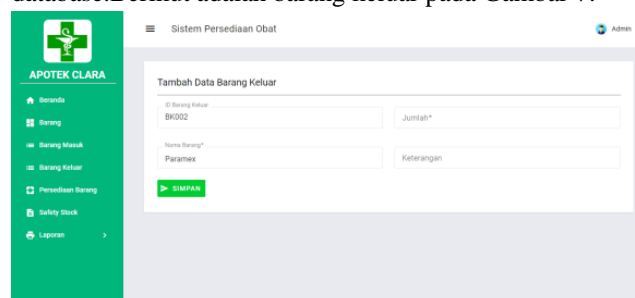 Sistem Persediaan Obat
Admin
APOTEK CLARA
Beranda
Barang
Barang Masuk
Barang Keluar
Persediaan Barang
Safety Stock
Laporan
Tambah Data Barang Keluar
ID Barang Keluar
BK002
Jumlah*
Nama Barang*
Paramex
Keterangan
SIMPAN